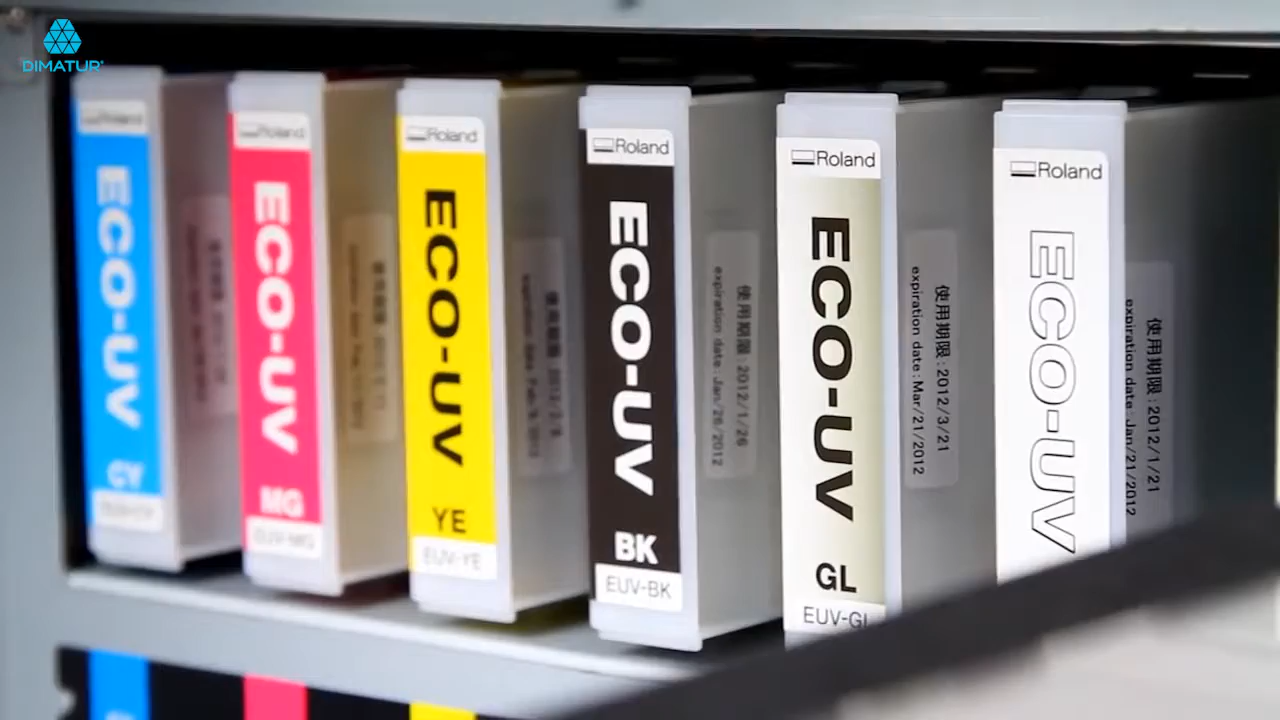 DIMATUR
Roland
ECO-UV
CY
Roland
ECO-UV
MG
EUV-MG
Roland
ECO-UV
YE
EUV-YE
Roland
ECO-UV
BK
EUV-BK
使用期限:2012/1/26
expiration date:Jan/26/2012
Roland
ECO-UV
GL
EUV-GL
使用期限:2012/3/21
expiration date:Mar/21/2012
Roland
ECO-UV
使用期限:2012/1/21
expiration date:Jan/21/2012